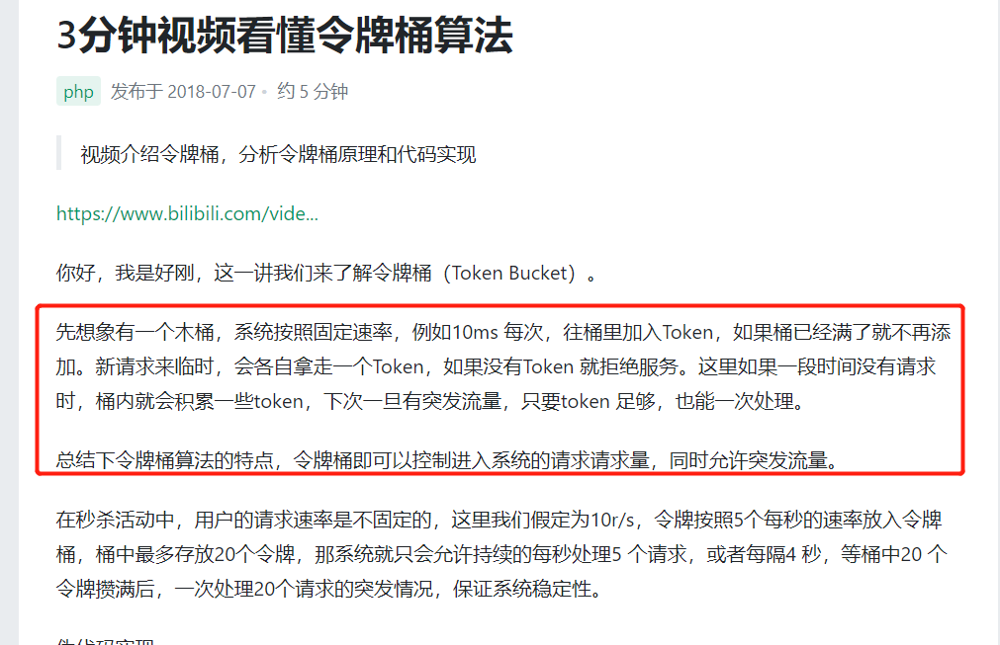 3分钟视频看懂令牌桶算法
php 发布于 2018-07-07 • 约 5 分钟
视频介绍令牌桶，分析令牌桶原理和代码实现
https://www.bilibili.com/vide...
你好，我是好刚，这一讲我们来了解令牌桶（Token Bucket）。
先想象有一个木桶，系统按照固定速率，例如10ms 每次，往桶里加入Token，如果桶已经满了就不再添
加。新请求来临时，会各自拿走一个Token，如果没有Token 就拒绝服务。这里如果一段时间没有请求
时，桶内就会积累一些token，下次一旦有突发流量，只要token 足够，也能一次处理。
总结下令牌桶算法的特点，令牌桶即可以控制进入系统的请求请求量，同时允许突发流量。
在秒杀活动中，用户的请求速率是不固定的，这里我们假定为10r/s，令牌按照5个每秒的速率放入令牌
桶，桶中最多存放20个令牌，那系统就只会允许持续的每秒处理5 个请求，或者每隔4 秒，等桶中20 个
令牌攒满后，一次处理20个请求的突发情况，保证系统稳定性。